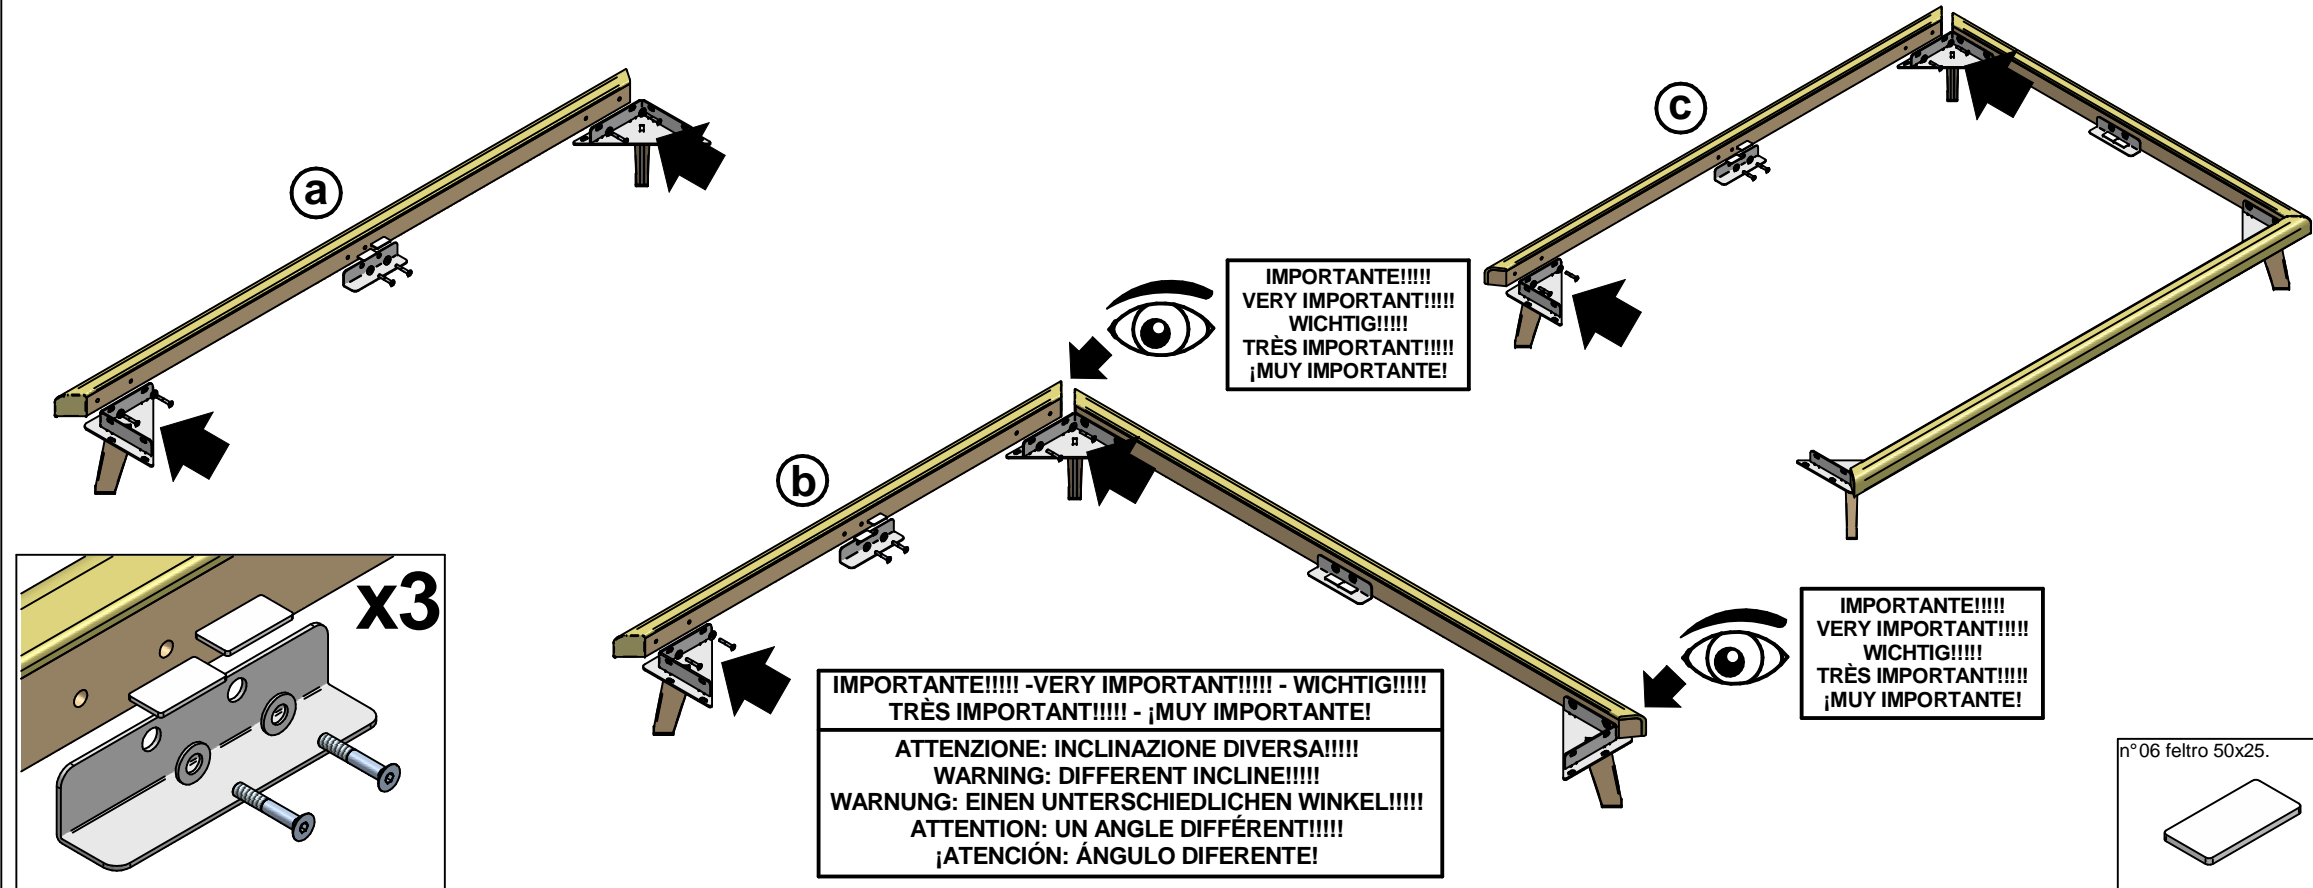 a
c
IMPORTANTE!!!!!
VERY IMPORTANT!!!!!
WICHTIG!!!!!
TRÈS IMPORTANT!!!!!
¡MUY IMPORTANTE!
b
x3
IMPORTANTE!!!!! -VERY IMPORTANT!!!!! - WICHTIG!!!!!
TRÈS IMPORTANT!!!!! - ¡MUY IMPORTANTE!
ATTENZIONE: INCLINAZIONE DIVERSA!!!!!
WARNING: DIFFERENT INCLINE!!!!!
WARNUNG: EINEN UNTERSCHIEDLICHEN WINKEL!!!!!
ATTENTION: UN ANGLE DIFFÉRENT!!!!!
¡ATENCIÓN: ÁNGULO DIFERENTE!
IMPORTANTE!!!!!
VERY IMPORTANT!!!!!
WICHTIG!!!!!
TRÈS IMPORTANT!!!!!
¡MUY IMPORTANTE!
n°06 feltro 50x25.